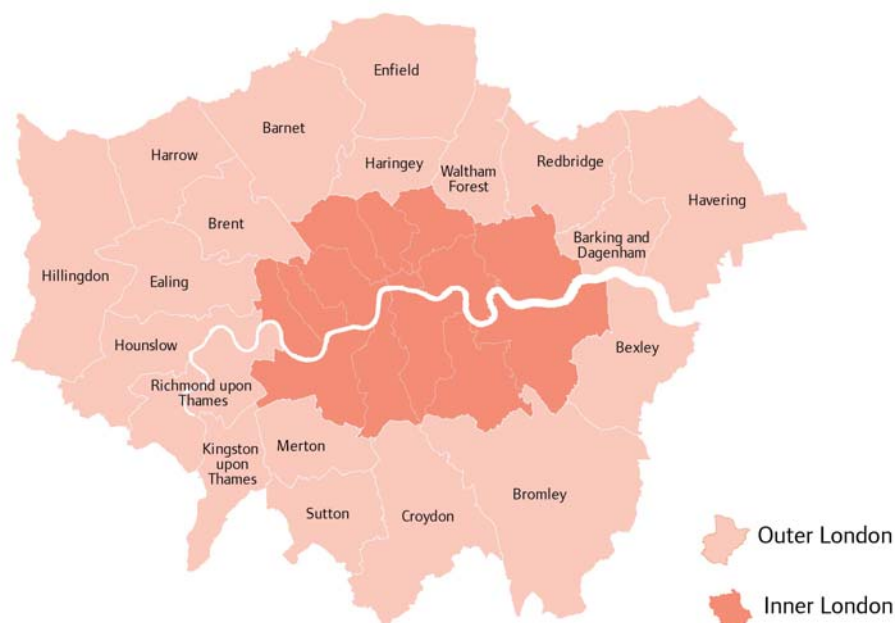 Enfield
Barnet
Harrow
Haringey
Waltham
Forest
Redbridge
Havering
Brent
Barking and
Dagenham
Hillingdon
Ealing
Hounslow
Bexley
Richmond upon
Thames
Kingston
upon
Thames
Merton
Bromley
Sutton
Croydon
Outer London
Inner London